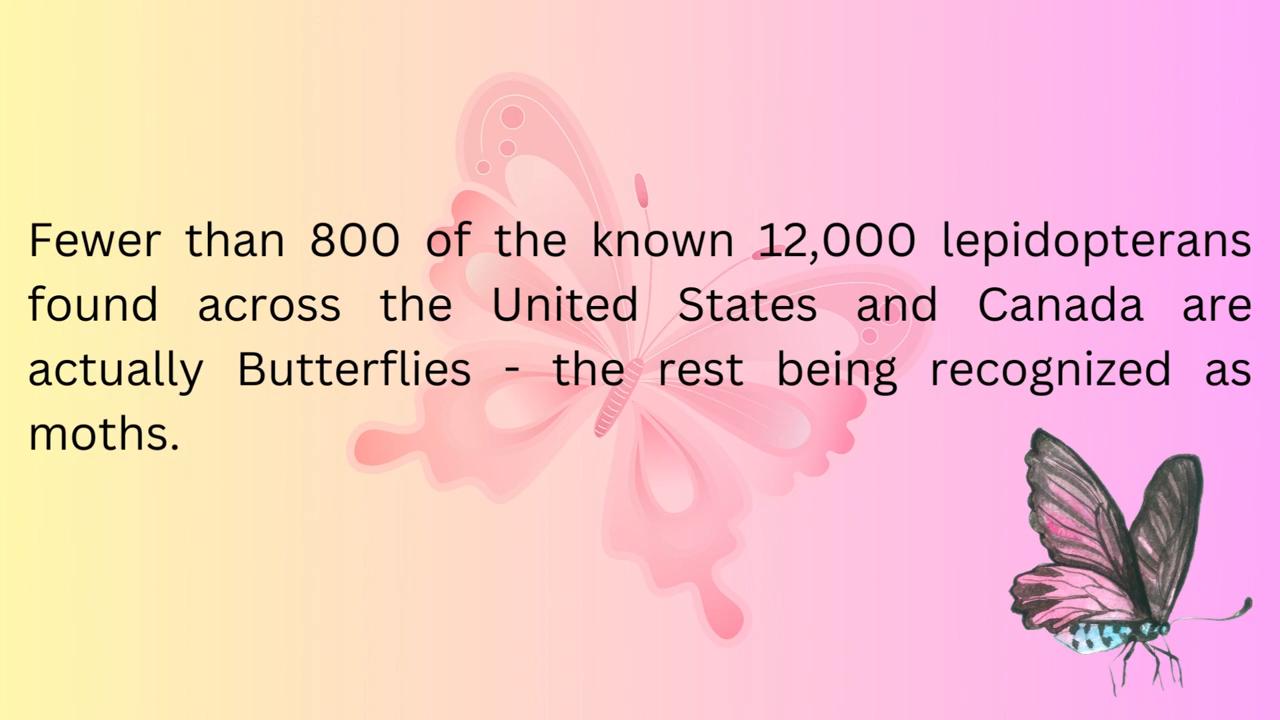 Fewer than 800 of the known 12,000 lepidopterans
found across the United States and Canada are
actually Butterflies - the rest being recognized as
moths.